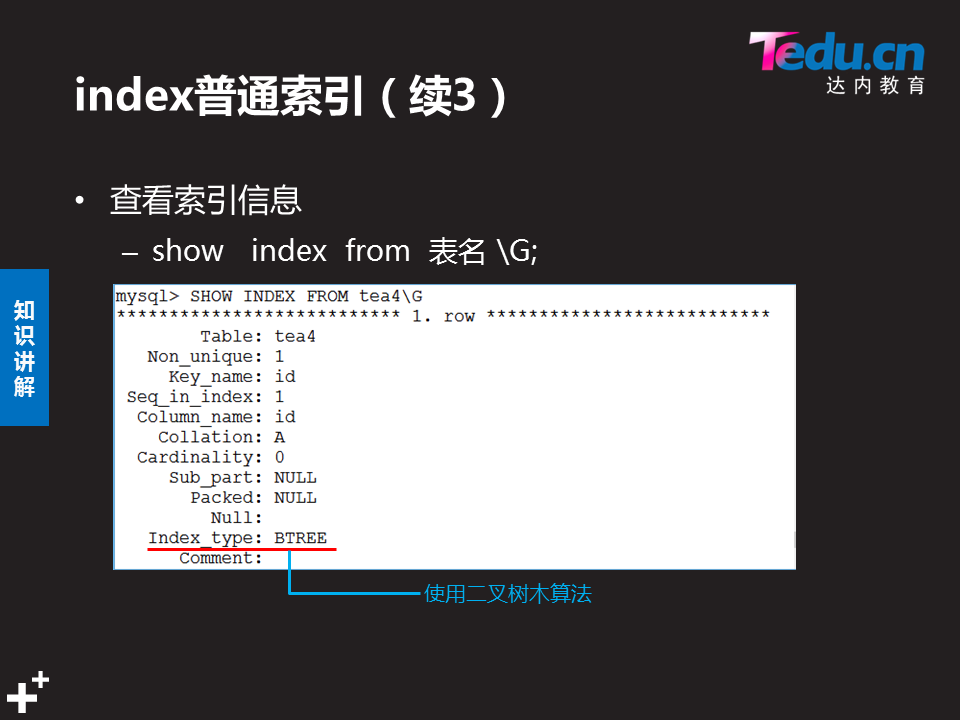 Tedu.cn
达内教育
index普通索引（续3）
• 查看索引信息
– show index from 表名 \G;
知识讲解
mysql> SHOW INDEX FROM tea4\G
*************************** 1. row ***************************
Table: tea4
Non_unique: 1
Key_name: id
Seq_in_index: 1
Column_name: id
Collation: A
Cardinality: 0
Sub_part: NULL
Packed: NULL
Null:
Index_type: BTREE
Comment:
使用二叉树木算法